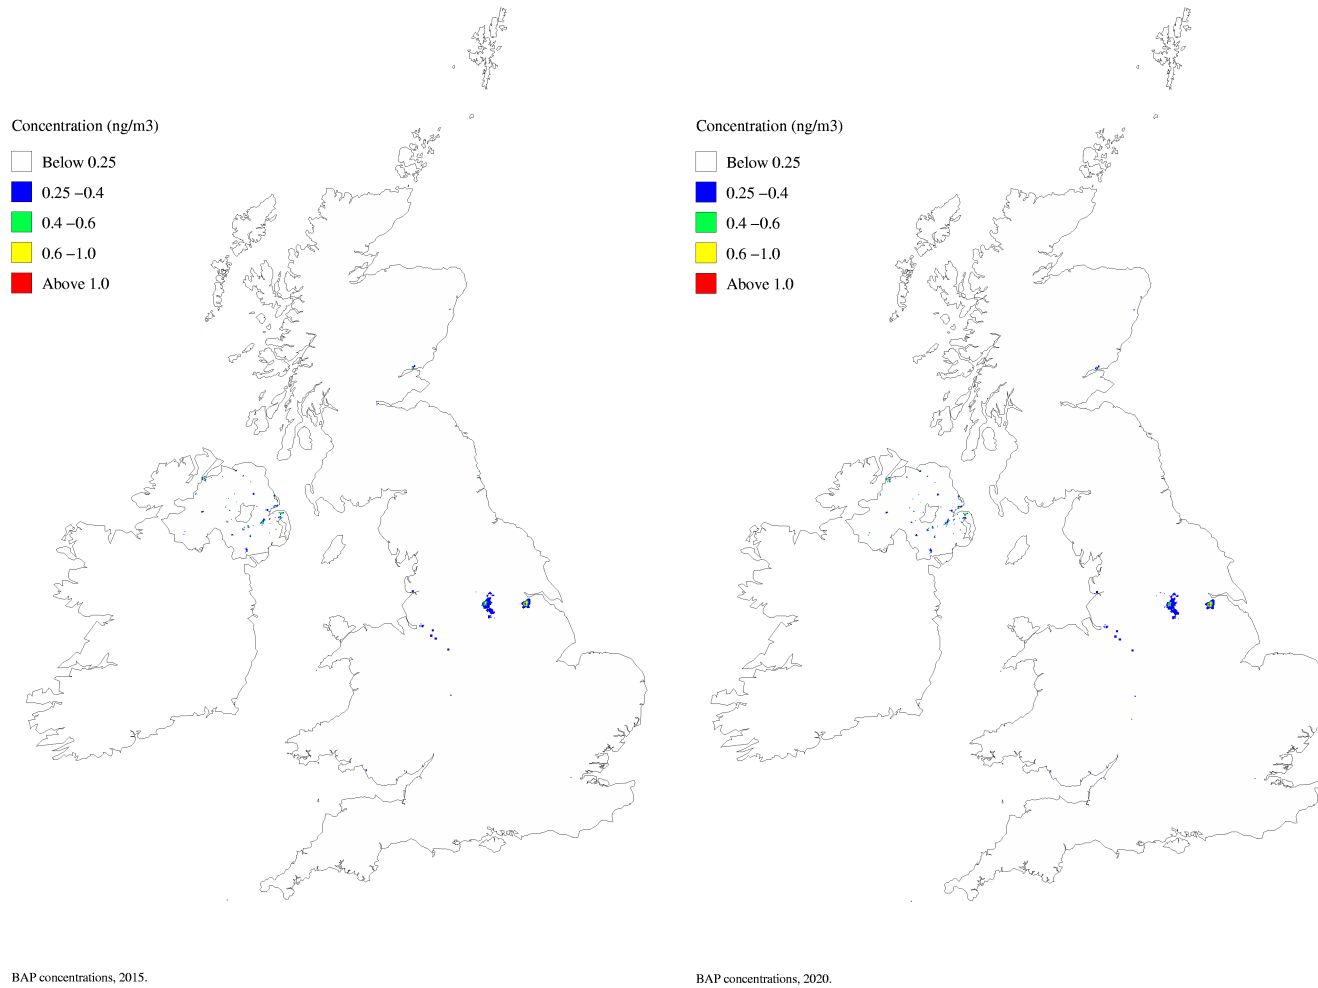 Concentration (ng/m3)
Below 0.25
0.25 –0.4
0.4 –0.6
0.6 –1.0
Above 1.0
BAP concentrations, 2015.
Concentration (ng/m3)
Below 0.25
0.25 –0.4
0.4 –0.6
0.6 –1.0
Above 1.0
BAP concentrations, 2020.